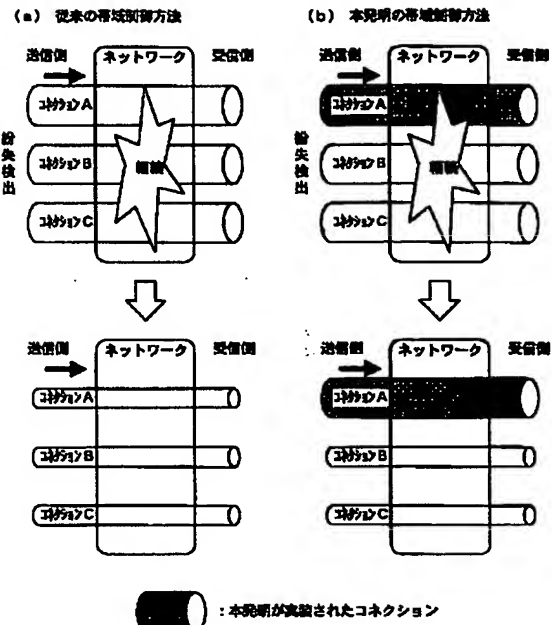 (a) 従来の帯域制御方法
送信側
ネットワーク
受信側
紛失検出
コネクションA
コネクションB
コネクションC
輻輳
送信側
ネットワーク
受信側
コネクションA
コネクションB
コネクションC
(b) 本発明の帯域制御方法
送信側
ネットワーク
受信側
紛失検出
コネクションA
コネクションB
コネクションC
輻輳
送信側
ネットワーク
受信側
コネクションA
コネクションB
コネクションC
：本発明が実装されたコネクション